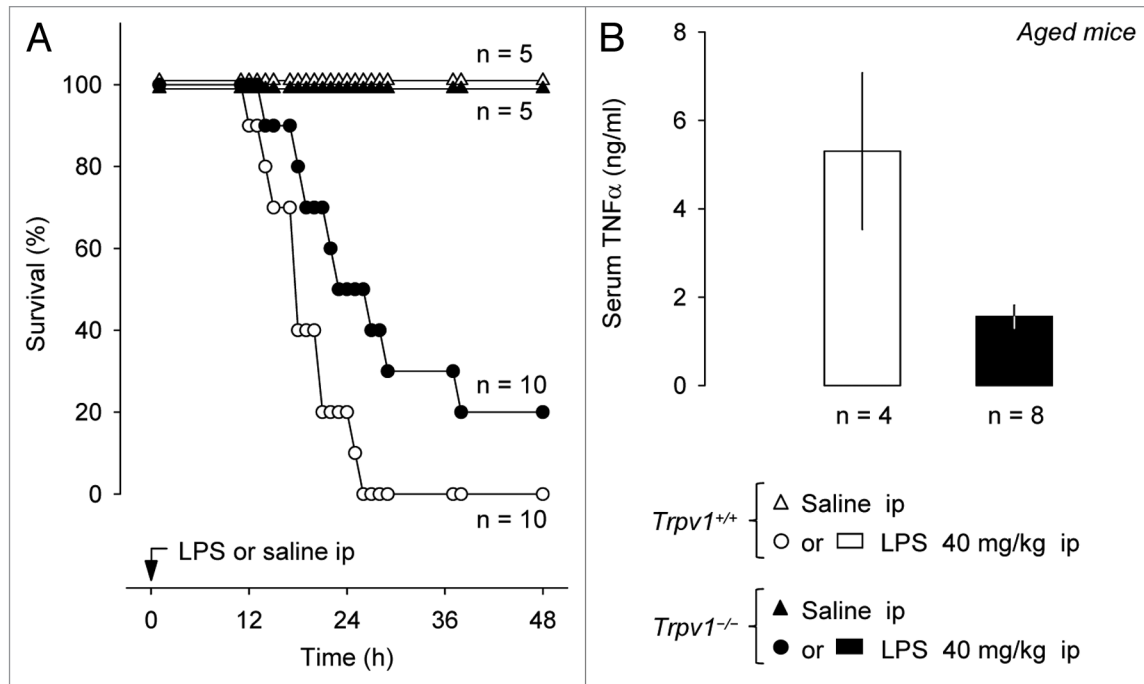 A
n = 5
n = 5
100
80
60
40
20
0
Survival (%)
n = 10
n = 10
LPS or saline ip
0 12 24 36 48
Time (h)
B
Aged mice
8
6
4
2
0
Serum TNFα (ng/ml)
n = 4 n = 8
Trpv1+/+
Saline ip
or LPS 40 mg/kg ip
Trpv1−/−
Saline ip
or LPS 40 mg/kg ip